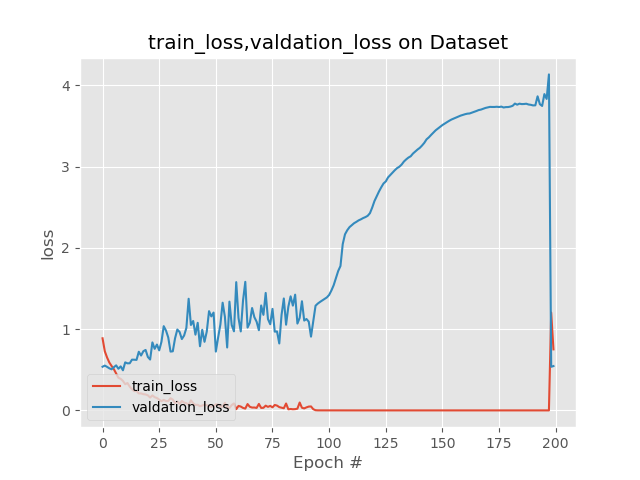 train_loss,valdation_loss on Dataset
4
3
2
1
0
loss
train_loss
valdation_loss
0 25 50 75 100 125 150 175 200
Epoch #